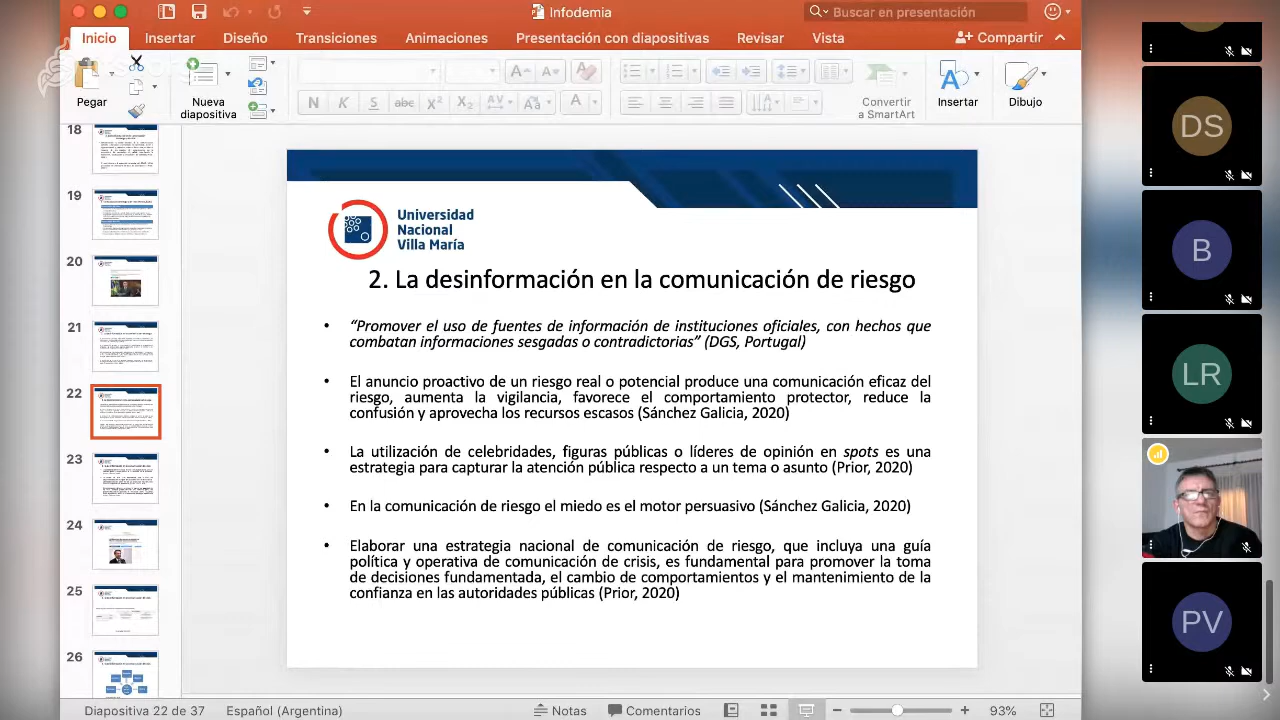 Infodemia
Buscar en presentación
Inicio
Insertar
Diseño
Transiciones
Animaciones
Presentación con diapositivas
Revisar
Vista
Compartir
Pegar
Nueva
diapositiva
N K S abc X² X₂ AV Aa A
Convertir
a SmartArt
Insertar
Dibujo
18
19
20
21
22
23
24
25
26
Universidad
Nacional
Villa María
2. La desinformación en la comunicación de riesgo
• “Promover el uso de fuentes de información de instituciones oficiales con hechos que
combatan informaciones sesgadas o contradictorias” (DGS, Portugal)
• El anuncio proactivo de un riesgo real o potencial produce una comunicación eficaz del
riesgo, aumenta la vigilancia, favorece el comportamiento protector, reduce la
confusión y aprovecha los recursos escasos (Sánchez Galicia, 2020)
• La utilización de celebridades, figuras públicas o líderes de opinión en spots es una
estrategia para capturar la atención pública respecto a un tema o asunto (Prior, 2020)
• En la comunicación de riesgo el miedo es el motor persuasivo (Sánchez Galicia, 2020)
• Elaborar una estrategia nacional de comunicación de riesgo, que incluya una guía
política y operativa de comunicación de crisis, es fundamental para promover la toma
de decisiones fundamentada, el cambio de comportamientos y el mantenimiento de la
confianza en las autoridades públicas (Prior, 2020)
DS
B
LR
PV
Diapositiva 22 de 37
Español (Argentina)
Notas
Comentarios
93%